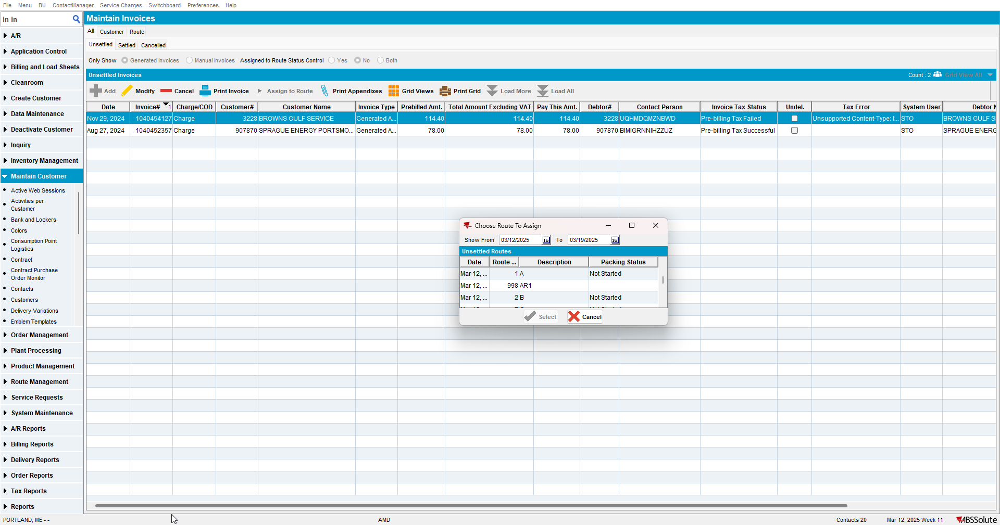 File Menu BU ContactManager Service Charges Switchboard Preferences Help
in in
Maintain Invoices
All Customer Route
Unsettled Settled Cancelled
Only Show Generated Invoices Manual Invoices Assigned to Route Status Control Yes No Both
Unsettled Invoices Count : 2 Grid View All
Add Modify Cancel Print Invoice Assign to Route Print Appendixes Grid Views Print Grid Load More Load All
Date Invoice# 1 Charge/COD Customer# Customer Name Invoice Type Prebilled Amt. Total Amount Excluding VAT Pay This Amt. Debtor# Contact Person Invoice Tax Status Undel. Tax Error System User Debtor N
Nov 29, 2024 1040454127 Charge 3228 BROWNS GULF SERVICE Generated A... 114.40 114.40 114.40 3228 UQHMDQMZNBWD Pre-billing Tax Failed Unsupported Content-Type: t... STO BROWNS GULF S
Aug 27, 2024 1040452357 Charge 907870 SPRAGUE ENERGY PORTSMO... Generated A... 78.00 78.00 78.00 907870 BIMIGRNNIHZZUZ Pre-billing Tax Successful STO SPRAGUE ENERG
A/R
Application Control
Billing and Load Sheets
Cleanroom
Create Customer
Data Maintenance
Deactivate Customer
Inquiry
Inventory Management
Maintain Customer
Active Web Sessions
Activities per
Customer
Bank and Lockers
Colors
Consumption Point
Logistics
Contract
Contract Purchase
Order Monitor
Contacts
Customers
Delivery Variations
Emblem Templates
Order Management
Plant Processing
Product Management
Route Management
Service Requests
System Maintenance
A/R Reports
Billing Reports
Delivery Reports
Order Reports
Tax Reports
Reports
Choose Route To Assign
Show From 03/12/2025 16 To 03/19/2025 16
Unsettled Routes
Date Route ... Description Packing Status
Mar 12, ... 1 A Not Started
Mar 12, ... 998 AR1
Mar 12, ... 2 B Not Started
Select Cancel
PORTLAND, ME - - AMD Contacts 20 Mar 12, 2025 Week 11 ABSSolute